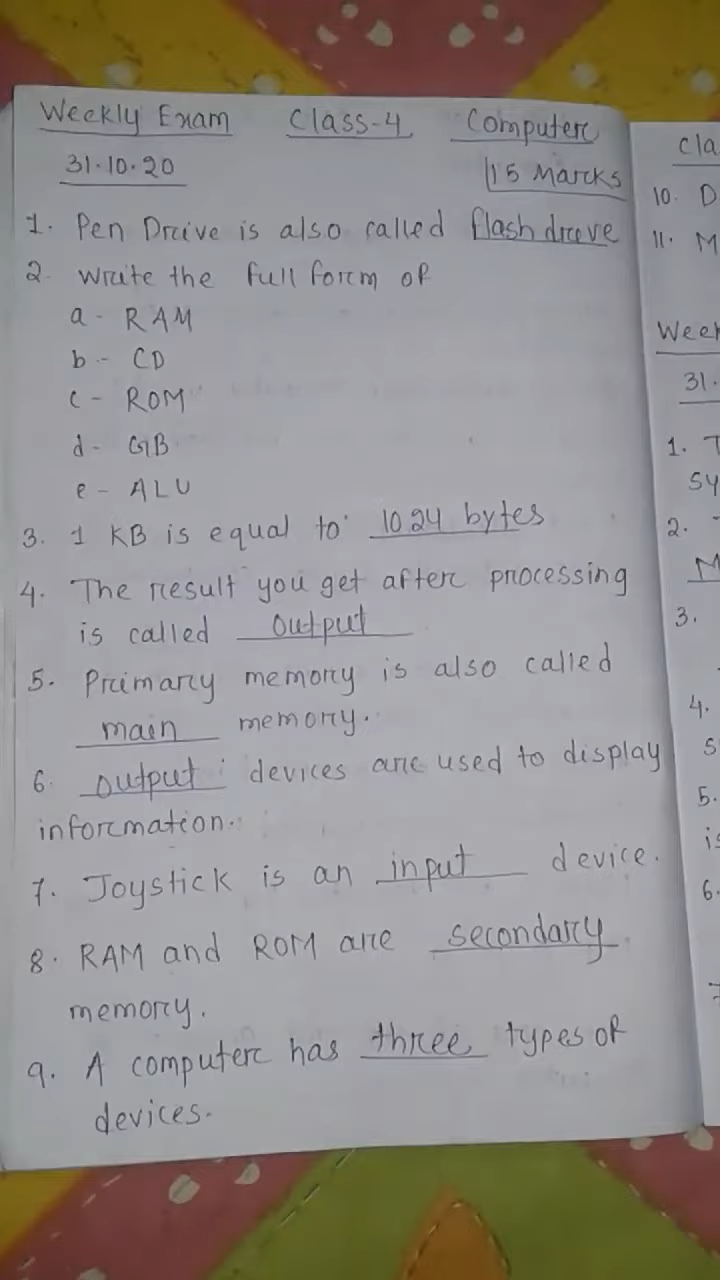 Weekly Exam Class-4 Computer
31.10.20 15 Marks
1. Pen Drive is also called flash drive
2. Write the full form of
a - RAM
b - CD
c - ROM
d - GB
e - ALU
3. 1 KB is equal to 1024 bytes
4. The result you get after processing
is called output
5. Primary memory is also called
main memory.
6. output devices are used to display
information.
7. Joystick is an input device.
8. RAM and ROM are secondary
memory.
9. A computer has three types of
devices.
10. D
11. M
31.
1.
2.
3.
4.
5.
6.